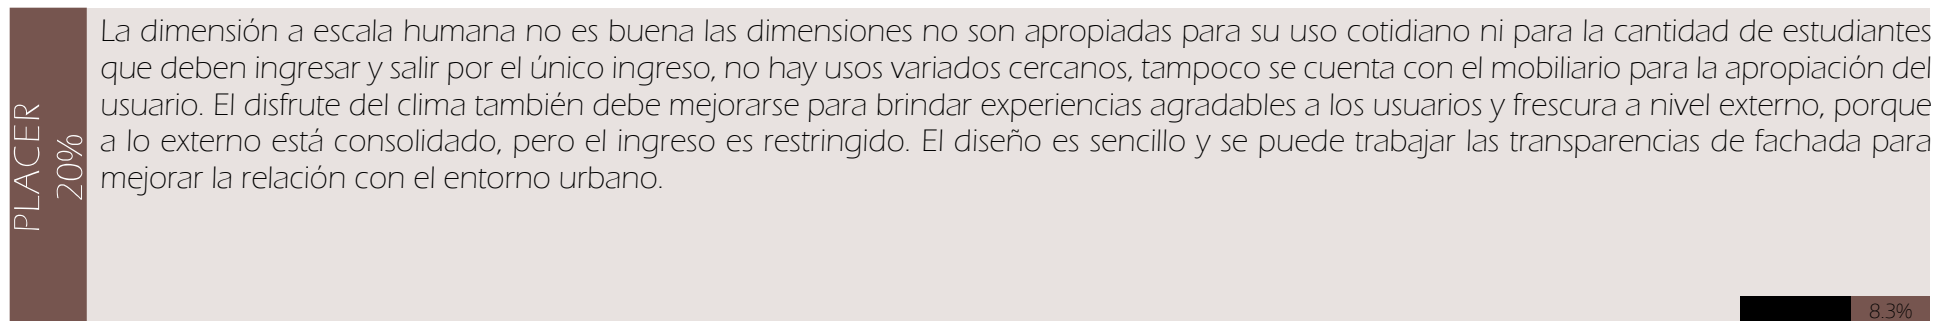 PLACER
20%
La dimensión a escala humana no es buena las dimensiones no son apropiadas para su uso cotidiano ni para la cantidad de estudiantes
que deben ingresar y salir por el único ingreso, no hay usos variados cercanos, tampoco se cuenta con el mobiliario para la apropiación del
usuario. El disfrute del clima también debe mejorarse para brindar experiencias agradables a los usuarios y frescura a nivel externo, porque
a lo externo está consolidado, pero el ingreso es restringido. El diseño es sencillo y se puede trabajar las transparencias de fachada para
mejorar la relación con el entorno urbano.
8.3%